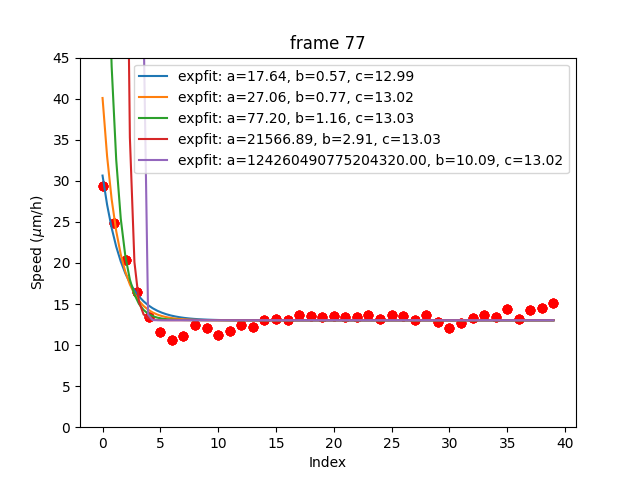 frame 77
45
40
35
30
25
20
15
10
5
0
Speed (μm/h)
expfit: a=17.64, b=0.57, c=12.99
expfit: a=27.06, b=0.77, c=13.02
expfit: a=77.20, b=1.16, c=13.03
expfit: a=21566.89, b=2.91, c=13.03
expfit: a=124260490775204320.00, b=10.09, c=13.02
0 5 10 15 20 25 30 35 40
Index